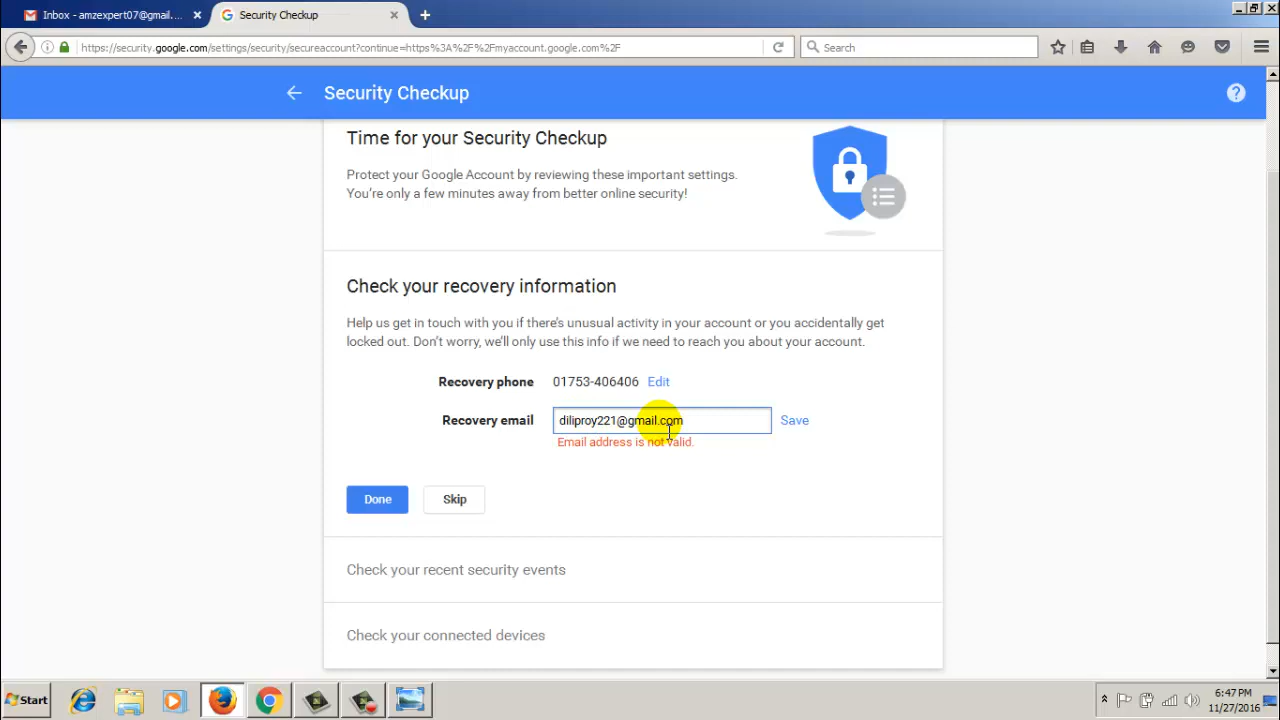 Inbox - amzexpert07@gmail....
Security Checkup
https://security.google.com/settings/security/secureaccount?continue=https%3A%2F%2Fmyaccount.google.com%2F
Search
Security Checkup
Time for your Security Checkup
Protect your Google Account by reviewing these important settings.
You're only a few minutes away from better online security!
Check your recovery information
Help us get in touch with you if there's unusual activity in your account or you accidentally get
locked out. Don't worry, we'll only use this info if we need to reach you about your account.
Recovery phone 01753-406406 Edit
Recovery email diliproy221@gmail.com Save
Email address is not valid.
Done Skip
Check your recent security events
Check your connected devices
Start
6:47 PM
11/27/2016